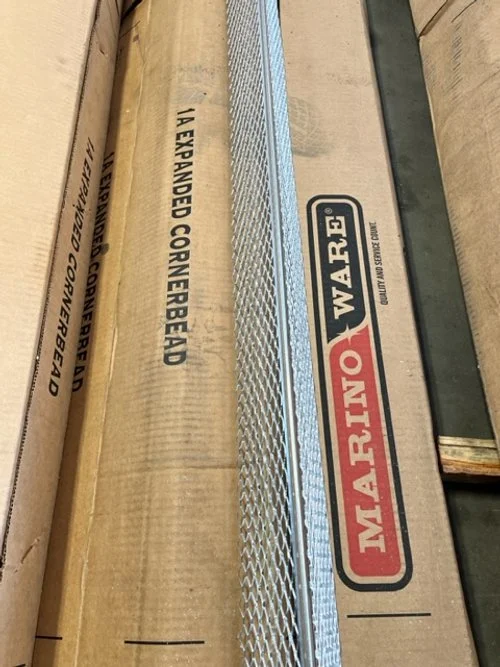 1A EXPANDED CORNERBEAD
1A EXPANDED CORNERBEAD
1A EXPANDED CORNERBEAD
MARINO WARE®
QUALITY AND SERVICE COUNT.